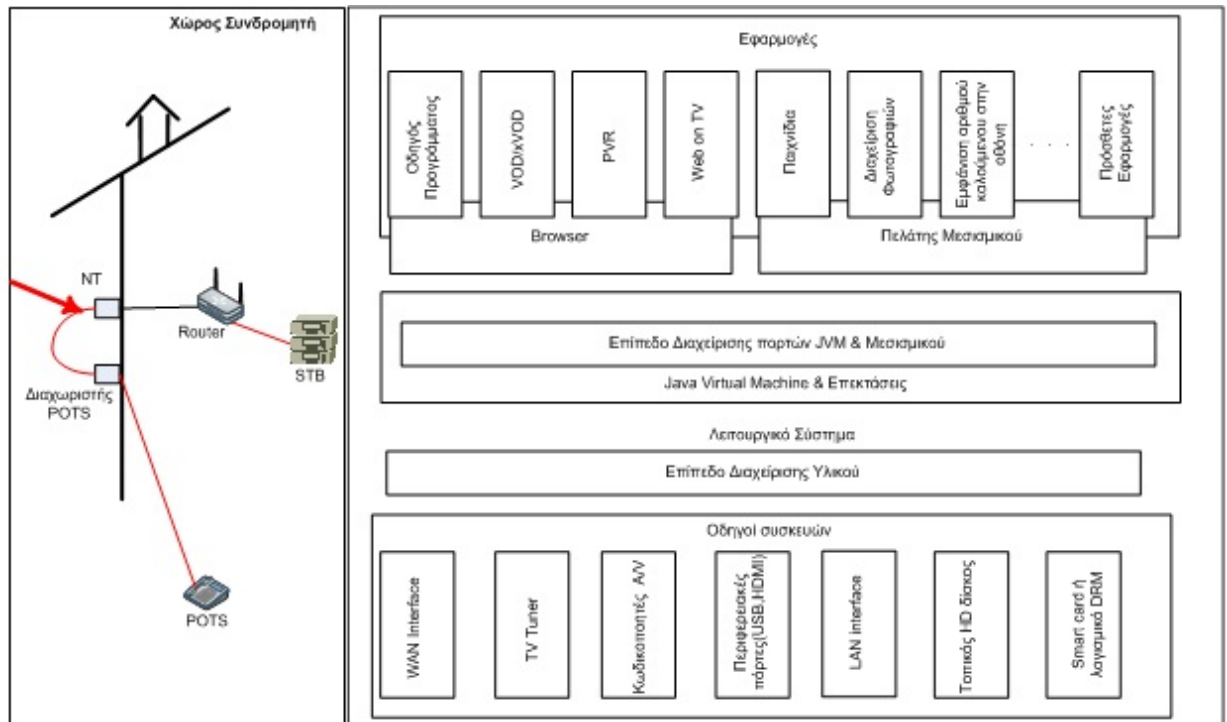 Χώρος Συνδρομητή
NT
Router
STB
Διαχωριστής
POTS
POTS
Εφαρμογές
Οδηγός
Προγράμματος
VOD/xVOD
PVR
Web on TV
Παιχνίδια
Διαχείριση
Φωτογραφιών
Εμφάνιση αριθμού
καλούμενου στην
οθόνη
. . . .
Πρόσθετες
Εφαρμογές
Browser
Πελάτης Μεσισμικού
Επίπεδο Διαχείρισης πορτών JVM & Μεσισμικού
Java Virtual Machine & Επεκτάσεις
Λειτουργικό Σύστημα
Επίπεδο Διαχείρισης Υλικού
Οδηγοί συσκευών
WAN Interface
TV Tuner
Κωδικοποητές A/V
Περιφερειακές
πόρτες(USB,HDMI)
LAN interface
Τοπικός HD δίσκος
Smart card ή
λογισμικό DRM